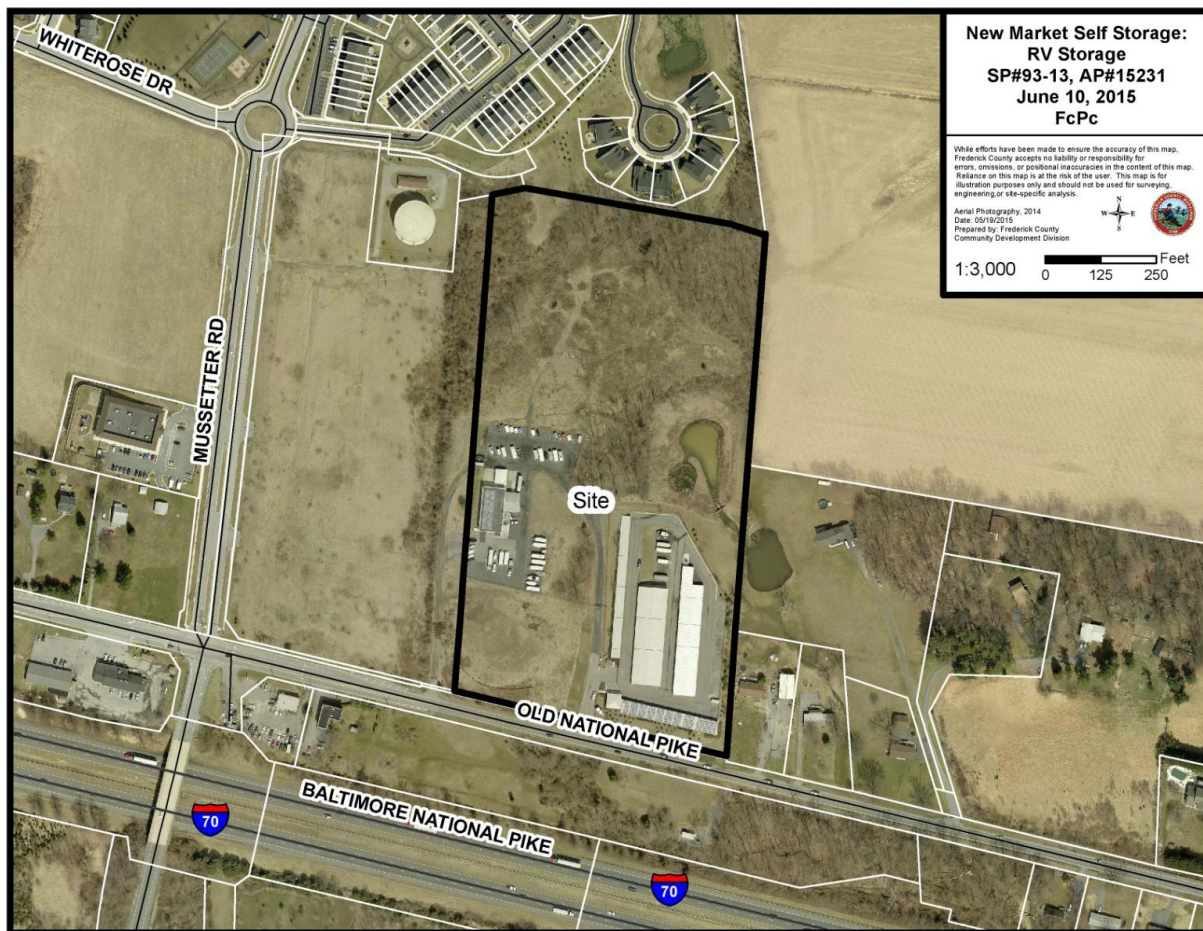 New Market Self Storage:
RV Storage
SP#93-13, AP#15231
June 10, 2015
FcPc
While efforts have been made to ensure the accuracy of this map,
Frederick County accepts no liability or responsibility for
errors, omissions, or positional inaccuracies in the content of this map.
Reliance on this map is at the risk of the user. This map is for
illustration purposes only and should not be used for surveying,
engineering, or site-specific analysis.
Aerial Photography, 2014
Date: 05/19/2015
Prepared by: Frederick County
Community Development Division
N
W E
S
1:3,000
Feet
0 125 250
WHITEROSE DR
MUSSETTER RD
Site
OLD NATIONAL PIKE
BALTIMORE NATIONAL PIKE
70
70